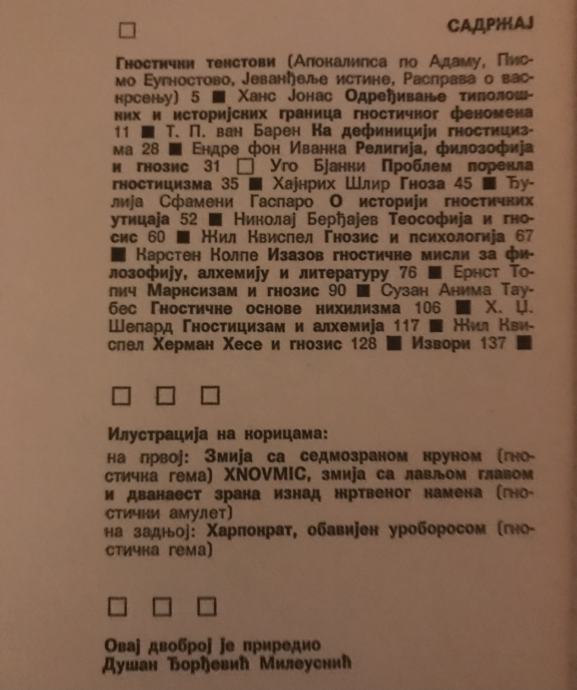 САДРЖАЈ
Гностички текстови (Апокалипса по Адаму, Пис-
мо Еугностово, Јеванђеље истине, Расправа о вас-
крсењу) 5 ■ Ханс Јонас Одређивање типолош-
ких и историјских граница гностичког феномена
11 ■ Т. П. ван Барен Ка дефиницији гностициз-
ма 28 ■ Ендре фон Иванка Религија, филозофија
и гнозис 31 □ Уго Бјанки Проблем порекла
гностицизма 35 ■ Хајнрих Шлир Гноза 45 ■ Ђу-
лија Сфамени Гаспаро О историји гностичких
утицаја 52 ■ Николај Берђајев Теософија и гно-
сис 60 ■ Жил Квиспел Гнозис и психологија 67
■ Карстен Колпе Изазов гностичке мисли за фи-
лозофију, алхемију и литературу 76 ■ Ернст То-
пич Марксизам и гнозис 90 ■ Сузан Анима Тау-
бес Гностичке основе нихилизма 106 ■ Х. Џ.
Шепард Гностицизам и алхемија 117 ■ Жил Кви-
спел Херман Хесе и гнозис 128 ■ Извори 137 ■
Илустрација на корицама:
на првој: Змија са седмозраном круном (гно-
стичка гема) XNOVMIC, змија са лављом главом
и дванаест зрака изнад жртвеног камена (гно-
стички амулет)
на задњој: Харпократ, обавијен уроборосом (гно-
стичка гема)
Овај двоброј је приредио
Душан Ђорђевић Милеуснић